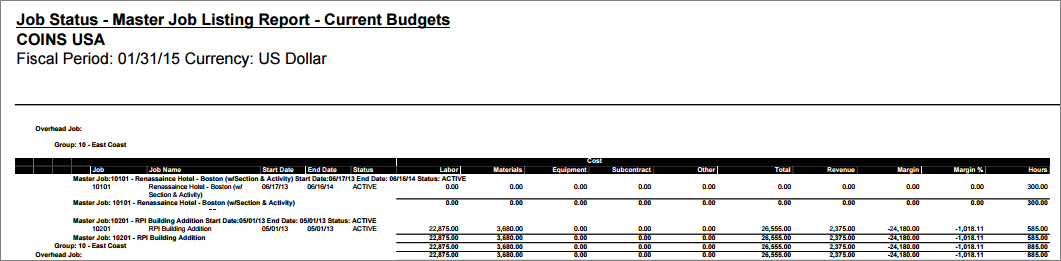 Job Status - Master Job Listing Report - Current Budgets
COINS USA
Fiscal Period: 01/31/15 Currency: US Dollar
Overhead Job:
Group: 10 - East Coast
Cost
Job Job Name Start Date End Date Status Labor Materials Equipment Subcontract Other Total Revenue Margin Margin % Hours
Master Job:10101 - Renassaince Hotel - Boston (w/Section & Activity) Start Date:06/17/13 End Date: 06/16/14 Status: ACTIVE
10101 Renassaince Hotel - Boston (w/ 06/17/13 06/16/14 ACTIVE 0.00 0.00 0.00 0.00 0.00 0.00 0.00 0.00 0.00 300.00
Section & Activity)
Master Job: 10101 - Renassaince Hotel - Boston (w/Section & Activity) 0.00 0.00 0.00 0.00 0.00 0.00 0.00 0.00 0.00 300.00
Master Job:10201 - RPI Building Addition Start Date:05/01/13 End Date: 05/01/13 Status: ACTIVE
10201 RPI Building Addition 05/01/13 05/01/13 ACTIVE 22,875.00 3,680.00 0.00 0.00 0.00 26,555.00 2,375.00 -24,180.00 -1,018.11 585.00
Master Job: 10201 - RPI Building Addition 22,875.00 3,680.00 0.00 0.00 0.00 26,555.00 2,375.00 -24,180.00 -1,018.11 585.00
Group: 10 - East Coast 22,875.00 3,680.00 0.00 0.00 0.00 26,555.00 2,375.00 -24,180.00 -1,018.11 885.00
Overhead Job: 22,875.00 3,680.00 0.00 0.00 0.00 26,555.00 2,375.00 -24,180.00 -1,018.11 885.00